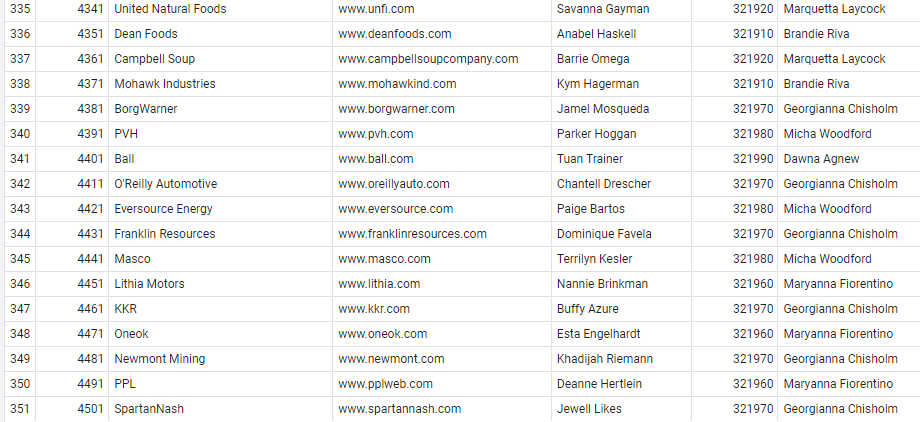 335 4341 United Natural Foods www.unfi.com Savanna Gayman 321920 Marquetta Laycock
336 4351 Dean Foods www.deanfoods.com Anabel Haskell 321910 Brandie Riva
337 4361 Campbell Soup www.campbellsoupcompany.com Barrie Omega 321920 Marquetta Laycock
338 4371 Mohawk Industries www.mohawkind.com Kym Hagerman 321910 Brandie Riva
339 4381 BorgWarner www.borgwarner.com Jamel Mosqueda 321970 Georgianna Chisholm
340 4391 PVH www.pvh.com Parker Hoggan 321980 Micha Woodford
341 4401 Ball www.ball.com Tuan Trainer 321990 Dawna Agnew
342 4411 O'Reilly Automotive www.oreillyauto.com Chantell Drescher 321970 Georgianna Chisholm
343 4421 Eversource Energy www.eversource.com Paige Bartos 321980 Micha Woodford
344 4431 Franklin Resources www.franklinresources.com Dominique Favela 321970 Georgianna Chisholm
345 4441 Masco www.masco.com Terrilyn Kesler 321980 Micha Woodford
346 4451 Lithia Motors www.lithia.com Nannie Brinkman 321960 Maryanna Fiorentino
347 4461 KKR www.kkr.com Buffy Azure 321970 Georgianna Chisholm
348 4471 Oneok www.oneok.com Esta Engelhardt 321960 Maryanna Fiorentino
349 4481 Newmont Mining www.newmont.com Khadijah Riemann 321970 Georgianna Chisholm
350 4491 PPL www.pplweb.com Deanne Hertlein 321960 Maryanna Fiorentino
351 4501 SpartanNash www.spartannash.com Jewell Likes 321970 Georgianna Chisholm